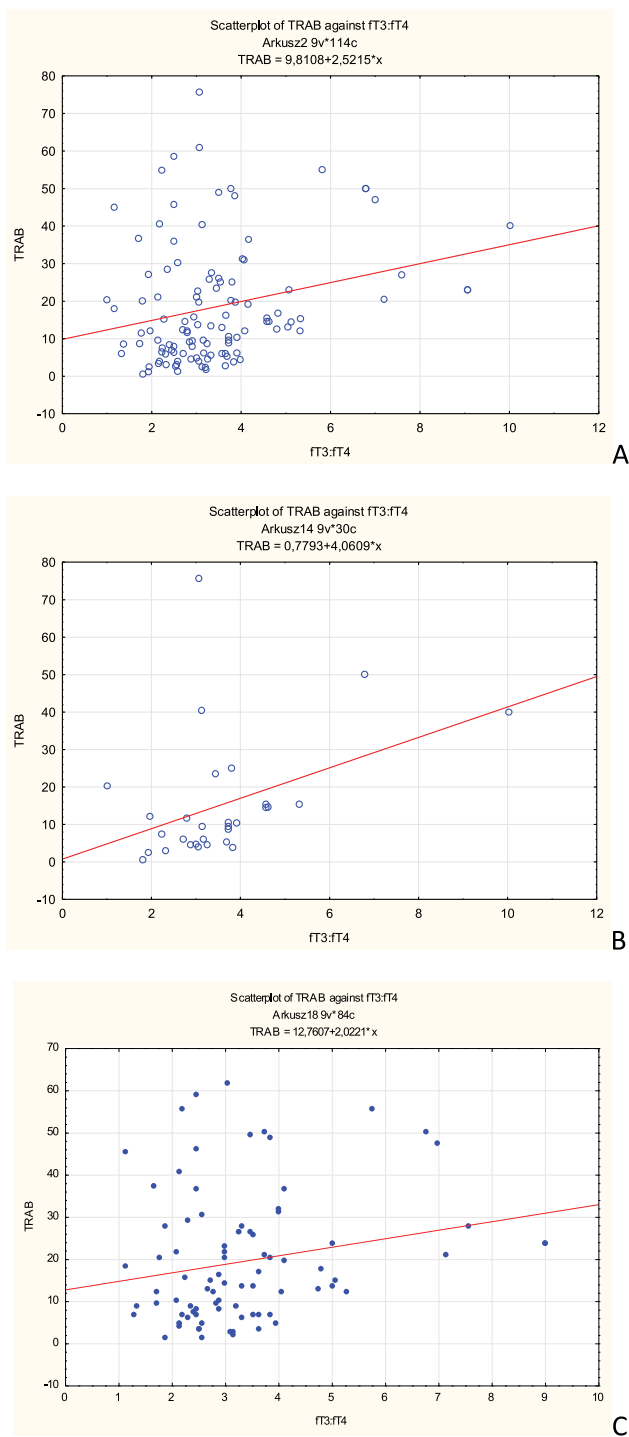 Scatterplot of TRAB against fT3:fT4
Arkusz2 9v*114c
TRAB = 9,8108+2,5215*x
80
70
60
50
40
30
20
10
0
-10
TRAB
0 2 4 6 8 10 12
fT3:fT4
A
Scatterplot of TRAB against fT3:fT4
Arkusz14 9v*30c
TRAB = 0,7793+4,0609*x
80
70
60
50
40
30
20
10
0
-10
TRAB
0 2 4 6 8 10 12
fT3:fT4
B
Scatterplot of TRAB against fT3:fT4
Arkusz18 9v*84c
TRAB = 12,7607+2,0221*x
70
60
50
40
30
20
10
0
-10
TRAB
0 1 2 3 4 5 6 7 8 9 10
fT3:fT4
C